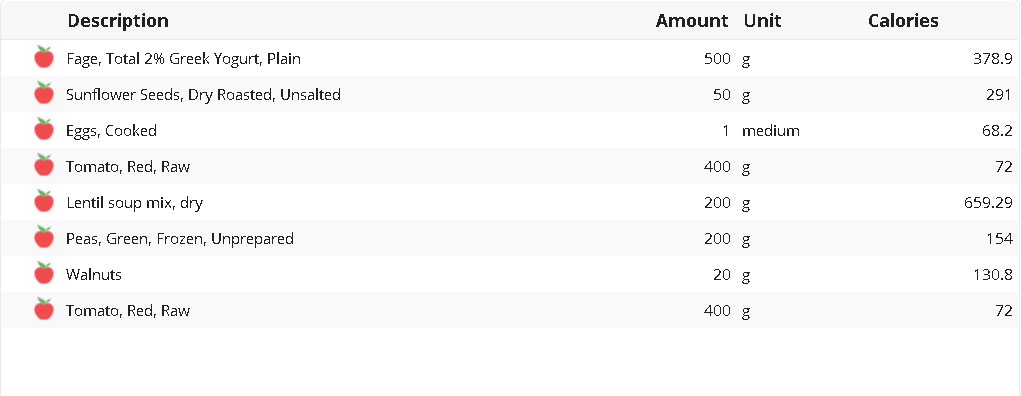 Description Amount Unit Calories
Fage, Total 2% Greek Yogurt, Plain 500 g 378.9
Sunflower Seeds, Dry Roasted, Unsalted 50 g 291
Eggs, Cooked 1 medium 68.2
Tomato, Red, Raw 400 g 72
Lentil soup mix, dry 200 g 659.29
Peas, Green, Frozen, Unprepared 200 g 154
Walnuts 20 g 130.8
Tomato, Red, Raw 400 g 72